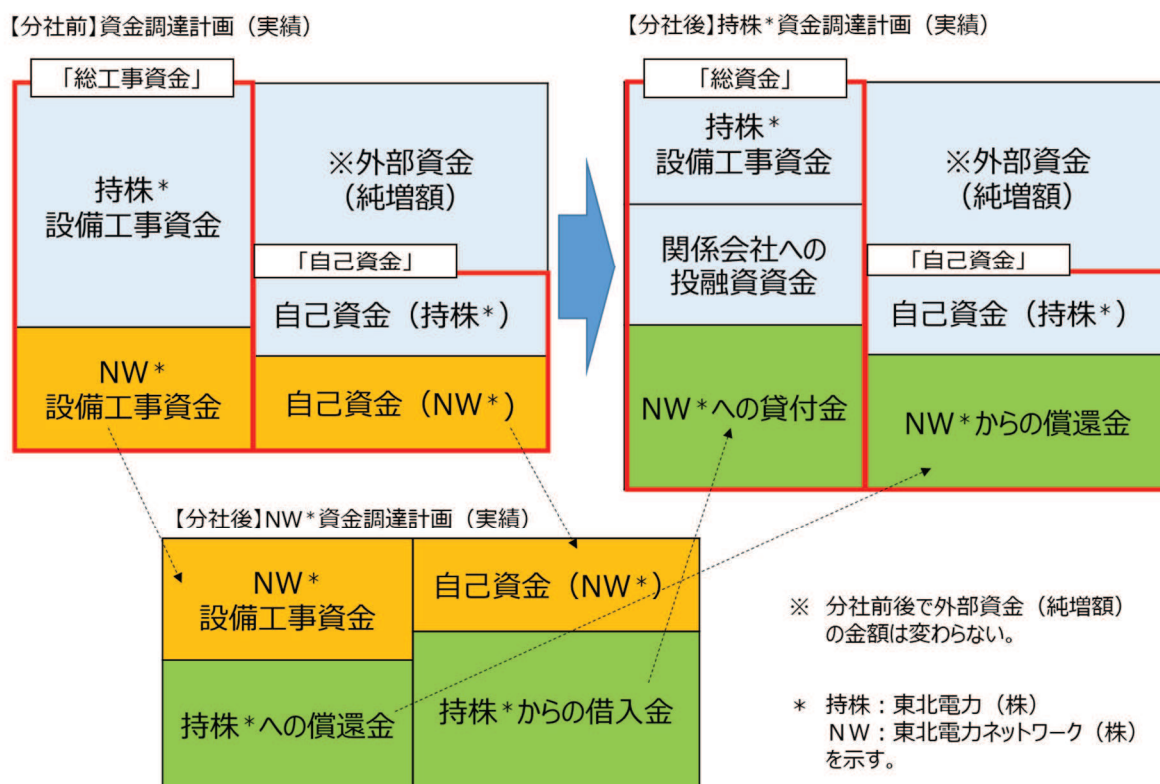 【分社前】資金調達計画（実績）
「総工事資金」
持株*
設備工事資金
※外部資金
（純増額）
「自己資金」
自己資金（持株*）
NW*
設備工事資金
自己資金（NW*）
【分社後】持株*資金調達計画（実績）
「総資金」
持株*
設備工事資金
※外部資金
（純増額）
関係会社への
投融資資金
「自己資金」
自己資金（持株*）
NW*への貸付金
NW*からの償還金
【分社後】NW*資金調達計画（実績）
NW*
設備工事資金
自己資金（NW*）
持株*への償還金
持株*からの借入金
※ 分社前後で外部資金（純増額）
の金額は変わらない。
* 持株：東北電力（株）
NW：東北電力ネットワーク（株）
を示す。